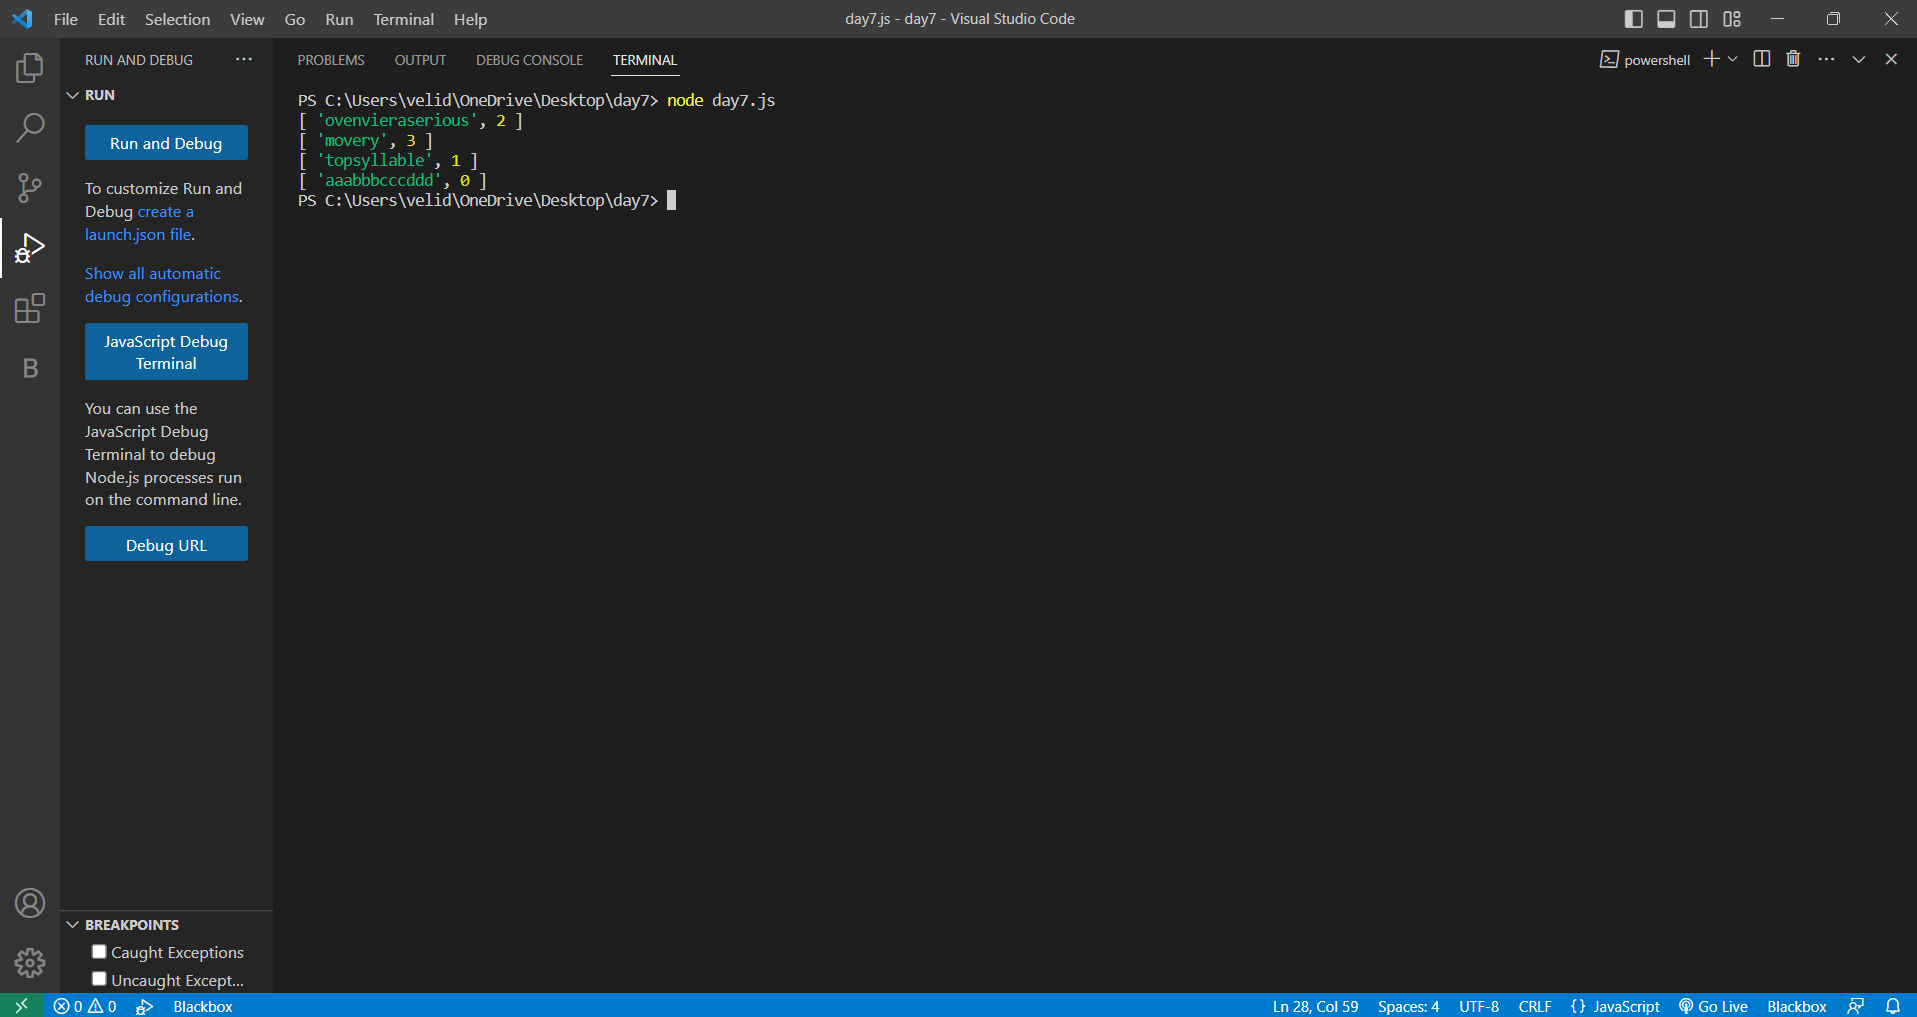 File Edit Selection View Go Run Terminal Help
day7.js - day7 - Visual Studio Code
RUN AND DEBUG
RUN
Run and Debug
To customize Run and
Debug create a
launch.json file.
Show all automatic
debug configurations.
JavaScript Debug
Terminal
You can use the
JavaScript Debug
Terminal to debug
Node.js processes run
on the command line.
Debug URL
B
BREAKPOINTS
Caught Exceptions
Uncaught Except...
PROBLEMS OUTPUT DEBUG CONSOLE TERMINAL
powershell
PS C:\Users\velid\OneDrive\Desktop\day7> node day7.js
[ 'ovenvieraserious', 2 ]
[ 'movery', 3 ]
[ 'topsyllable', 1 ]
[ 'aaabbbcccddd', 0 ]
PS C:\Users\velid\OneDrive\Desktop\day7>
0 0 Blackbox
Ln 28, Col 59 Spaces: 4 UTF-8 CRLF {} JavaScript Go Live Blackbox